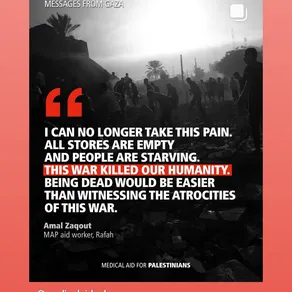 MESSAGES FROM GAZA
I CAN NO LONGER TAKE THIS PAIN.
ALL STORES ARE EMPTY
AND PEOPLE ARE STARVING.
THIS WAR KILLED OUR HUMANITY.
BEING DEAD WOULD BE EASIER
THAN WITNESSING THE ATROCITIES
OF THIS WAR.
Amal Zaqout
MAP aid worker, Rafah
MEDICAL AID FOR PALESTINIANS